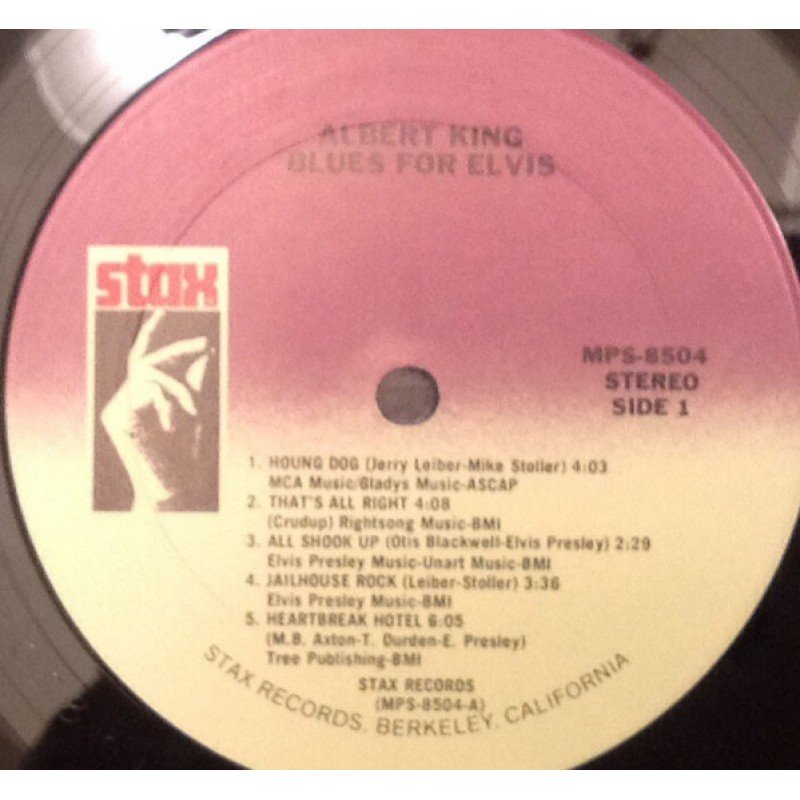 ALBERT KING
BLUES FOR ELVIS
stax
MPS-8504
STEREO
SIDE 1
1. HOUNG DOG (Jerry Leiber-Mike Stoller) 4:03
MCA Music/Gladys Music-ASCAP
2. THAT'S ALL RIGHT 4:08
(Crudup) Rightsong Music-BMI
3. ALL SHOOK UP (Otis Blackwell-Elvis Presley) 2:29
Elvis Presley Music-Unart Music-BMI
4. JAILHOUSE ROCK (Leiber-Stoller) 3:36
Elvis Presley Music-BMI
5. HEARTBREAK HOTEL 6:05
(M.B. Axton-T. Durden-E. Presley)
Tree Publishing-BMI
STAX RECORDS
(MPS-8504-A)
STAX RECORDS, BERKELEY, CALIFORNIA